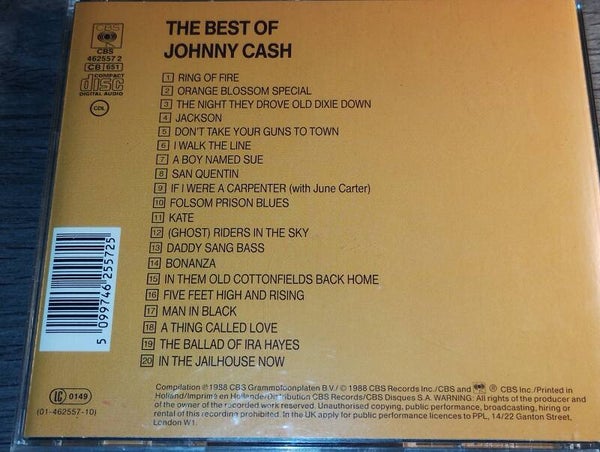 CBS
CBS
462557 2
CB 651
COMPACT
disc
DIGITAL AUDIO
CDL
THE BEST OF
JOHNNY CASH
1 RING OF FIRE
2 ORANGE BLOSSOM SPECIAL
3 THE NIGHT THEY DROVE OLD DIXIE DOWN
4 JACKSON
5 DON'T TAKE YOUR GUNS TO TOWN
6 I WALK THE LINE
7 A BOY NAMED SUE
8 SAN QUENTIN
9 IF I WERE A CARPENTER (with June Carter)
10 FOLSOM PRISON BLUES
11 KATE
12 (GHOST) RIDERS IN THE SKY
13 DADDY SANG BASS
14 BONANZA
15 IN THEM OLD COTTONFIELDS BACK HOME
16 FIVE FEET HIGH AND RISING
17 MAN IN BLACK
18 A THING CALLED LOVE
19 THE BALLAD OF IRA HAYES
20 IN THE JAILHOUSE NOW
5 099746 255725
LC 0149
(01-462557-10)
Compilation ℗ 1988 CBS Grammofoonplaten B.V./ © 1988 CBS Records Inc./CBS and ® CBS Inc./Printed in
Holland/Imprimé en Hollande/Distribution CBS Records/CBS Disques S.A. WARNING: All rights of the producer and
of the owner of the recorded work reserved. Unauthorised copying, public performance, broadcasting, hiring or
rental of this recording prohibited. In the UK apply for public performance licences to PPL, 14/22 Ganton Street,
London W1.